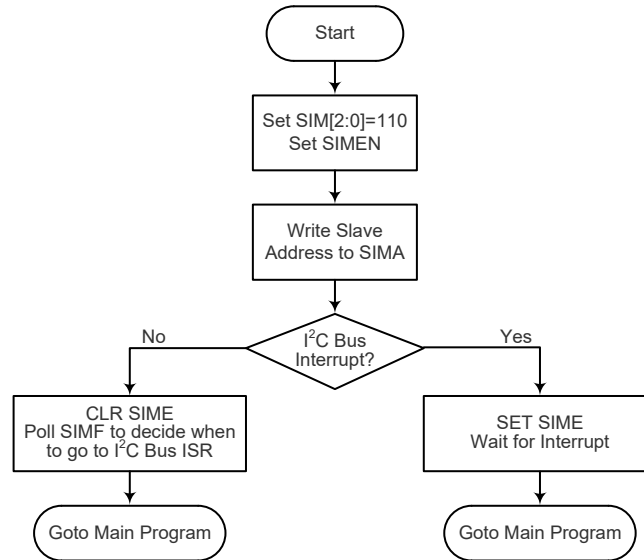 Start
Set SIM[2:0]=110
Set SIMEN
Write Slave
Address to SIMA
I²C Bus
Interrupt?
No
Yes
CLR SIME
Poll SIMF to decide when
to go to I²C Bus ISR
SET SIME
Wait for Interrupt
Goto Main Program
Goto Main Program